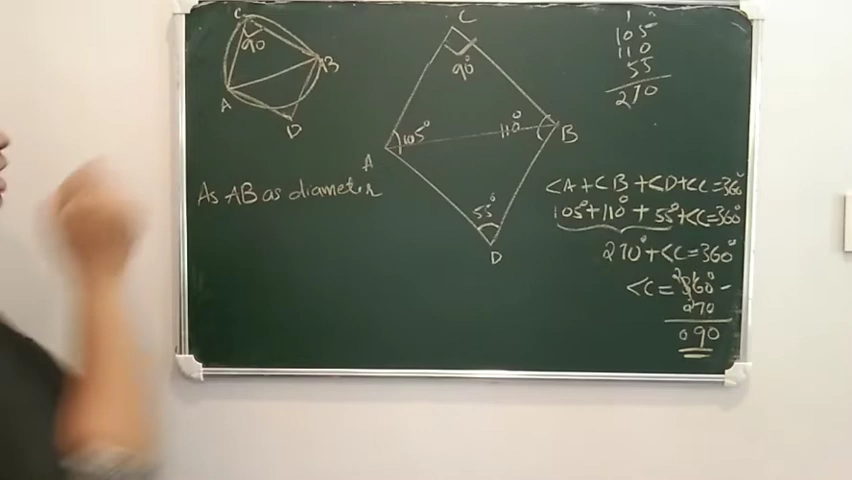 C
90
B
A
D
C
90°
105°
110°
B
A
55°
D
As AB as diameter
1
105
110
55
270
<A+<B+<D+<C=360°
105°+110°+55°+<C=360°
270°+<C=360°
<C=360°-
270
090